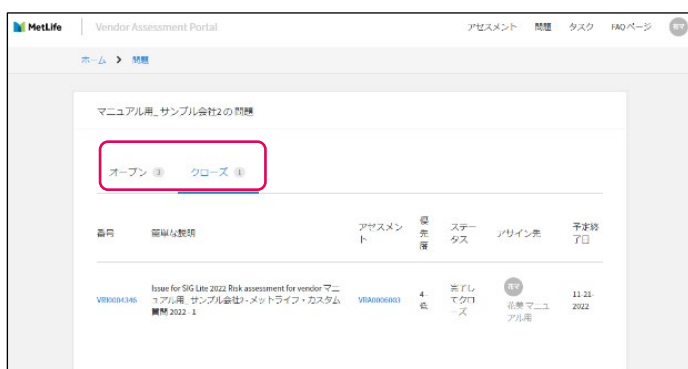 MetLife Vendor Assessment Portal アセスメント 問題 タスク FAQページ
ホーム > 問題
マニュアル用_サンプル会社2の問題
オープン 3 クローズ 1
番号 簡単な説明 アセスメント 優先度 ステータス アサイン先 予定終了日
VRI0004346 Issue for SIG Lite 2022 Risk assessment for vendor マニュアル用_サンプル会社2 - メットライフ・カスタム質問 2022 - 1 VRA0006003 4-低 完了してクローズ 花美 マニュアル用 11-21-2022